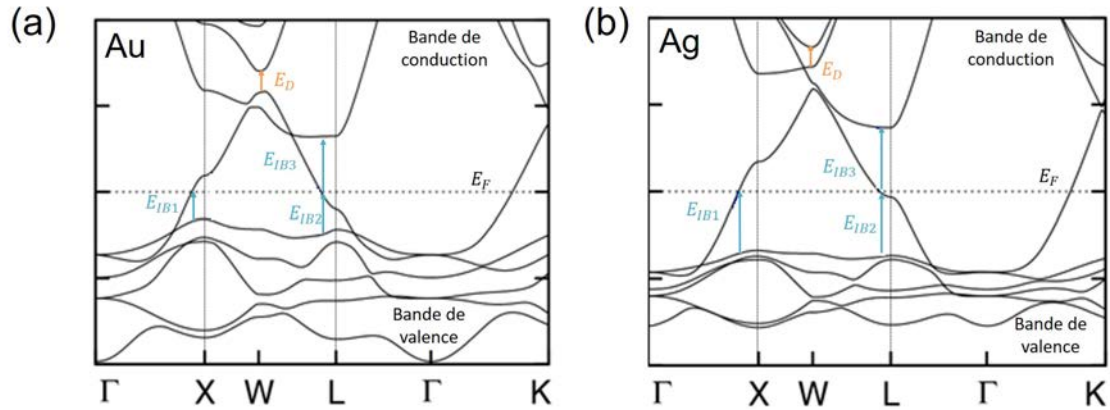 (a)
Au
Bande de
conduction
E_D
E_IB3
E_F
E_IB1
E_IB2
Bande de
valence
Γ X W L Γ K
(b)
Ag
Bande de
conduction
E_D
E_IB3
E_F
E_IB1
E_IB2
Bande de
valence
Γ X W L Γ K